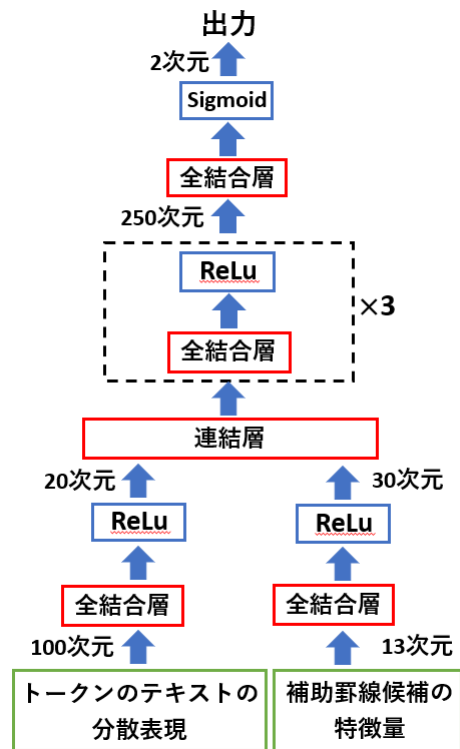 出力
2次元
Sigmoid
全結合層
250次元
ReLu
×3
全結合層
連結層
20次元
30次元
ReLu
ReLu
全結合層
全結合層
100次元
13次元
トークンのテキストの
分散表現
補助罫線候補の
特徴量